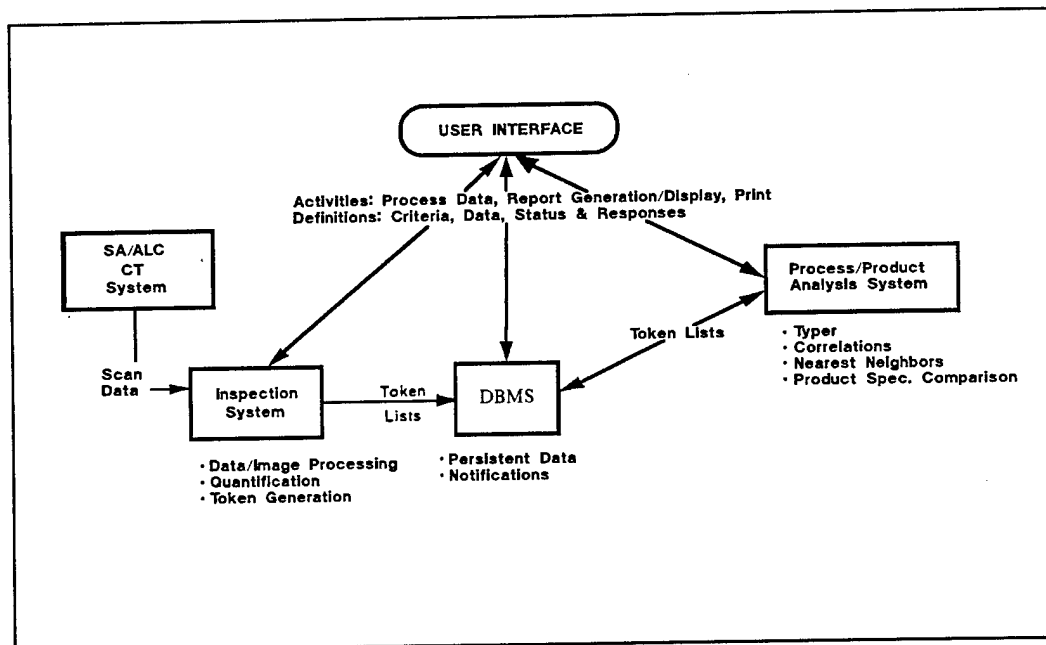 USER INTERFACE
Activities: Process Data, Report Generation/Display, Print
Definitions: Criteria, Data, Status & Responses
SA/ALC
CT
System
Process/Product
Analysis System
Token Lists
• Typer
• Correlations
• Nearest Neighbors
• Product Spec. Comparison
Scan
Data
Inspection
System
Token
Lists
DBMS
• Data/Image Processing
• Quantification
• Token Generation
• Persistent Data
• Notifications